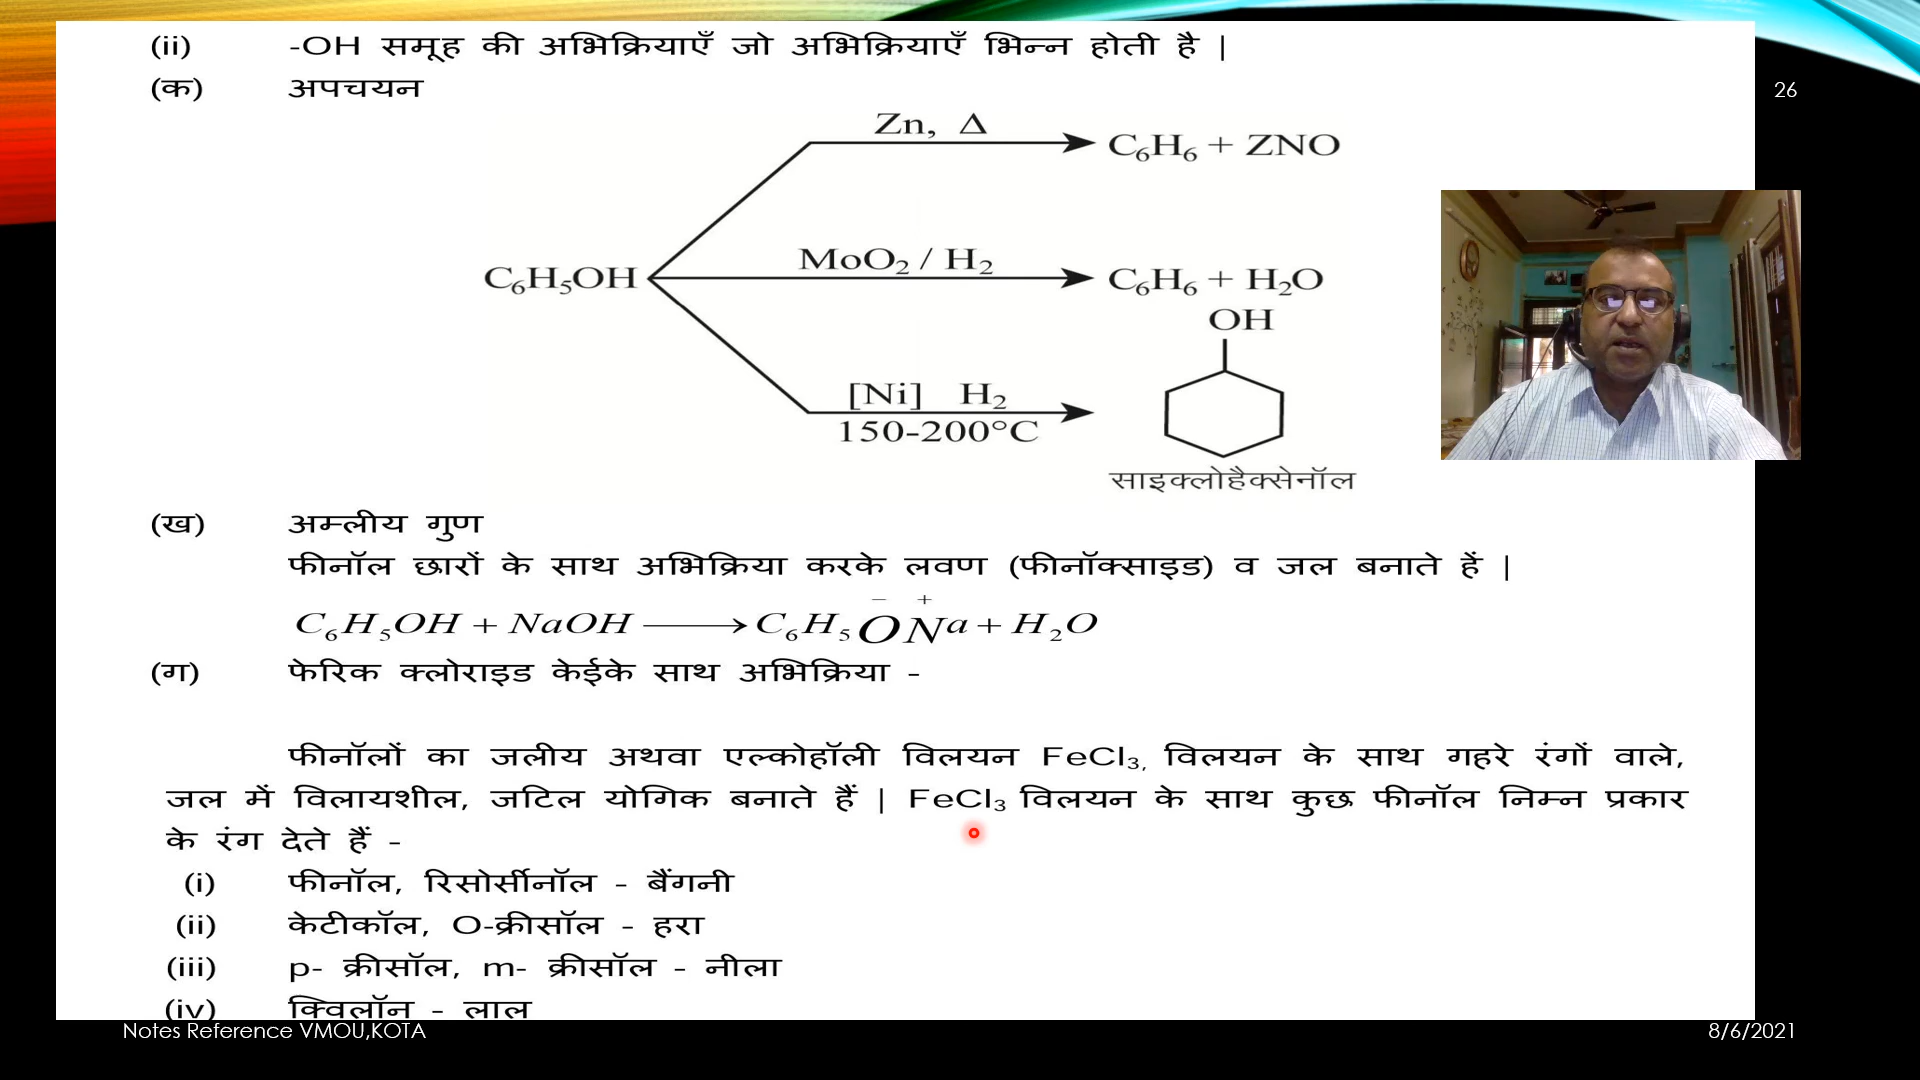 (ii) -OH समूह की अभिक्रियाएँ जो अभिक्रियाएँ भिन्न होती है |
(क) अपचयन
26
Zn, Δ
C₆H₆ + ZNO
C₆H₅OH
MoO₂ / H₂
C₆H₆ + H₂O
OH
[Ni] H₂
150-200°C
साइक्लोहैक्सेनॉल
(ख) अम्लीय गुण
फीनॉल छारों के साथ अभिक्रिया करके लवण (फीनॉक्साइड) व जल बनाते हें |
C₆H₅OH + NaOH ⟶ C₆H₅O⁻ N⁺a + H₂O
(ग) फेरिक क्लोराइड केईके साथ अभिक्रिया -
फीनॉलों का जलीय अथवा एल्कोहॉली विलयन FeCl₃, विलयन के साथ गहरे रंगों वाले,
जल में विलायशील, जटिल योगिक बनाते हैं | FeCl₃ विलयन के साथ कुछ फीनॉल निम्न प्रकार
के रंग देते हैं -
(i) फीनॉल, रिसोर्सीनॉल - बैंगनी
(ii) केटीकॉल, O-क्रीसॉल - हरा
(iii) p- क्रीसॉल, m- क्रीसॉल - नीला
(iv) क्विलॉन - लाल
Notes Reference VMOU,KOTA
8/6/2021